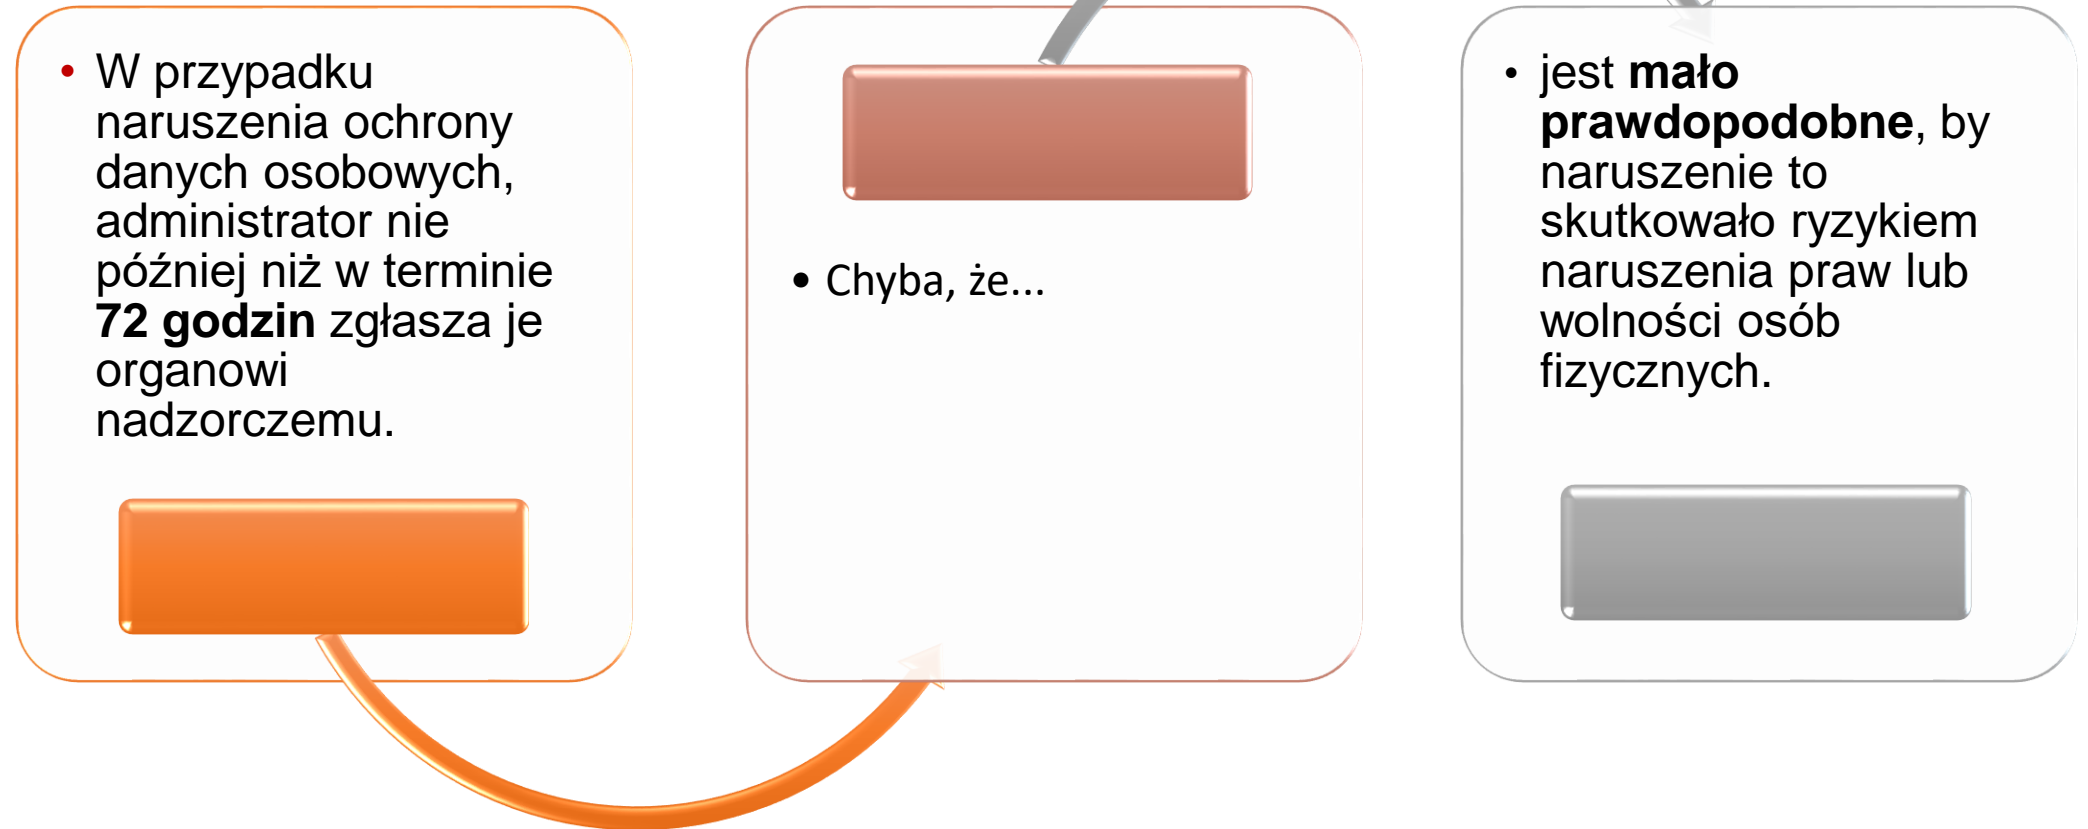 • W przypadku
naruszenia ochrony
danych osobowych,
administrator nie
później niż w terminie
72 godzin zgłasza je
organowi
nadzorczemu.
• Chyba, że...
• jest mało
prawdopodobne, by
naruszenie to
skutkowało ryzykiem
naruszenia praw lub
wolności osób
fizycznych.